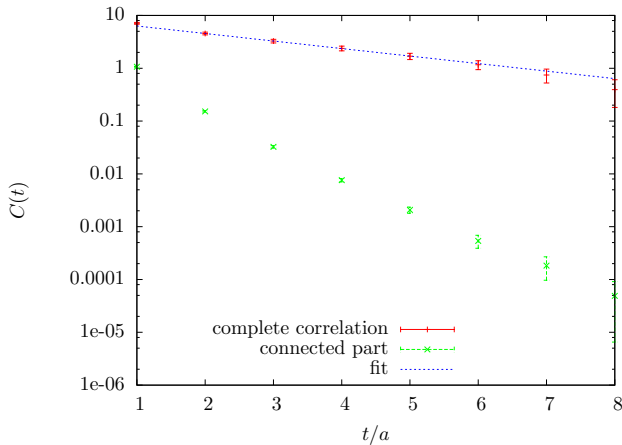 10
1
0.1
0.01
0.001
0.0001
1e-05
1e-06
C(t)
complete correlation
connected part
fit
1 2 3 4 5 6 7 8
t/a